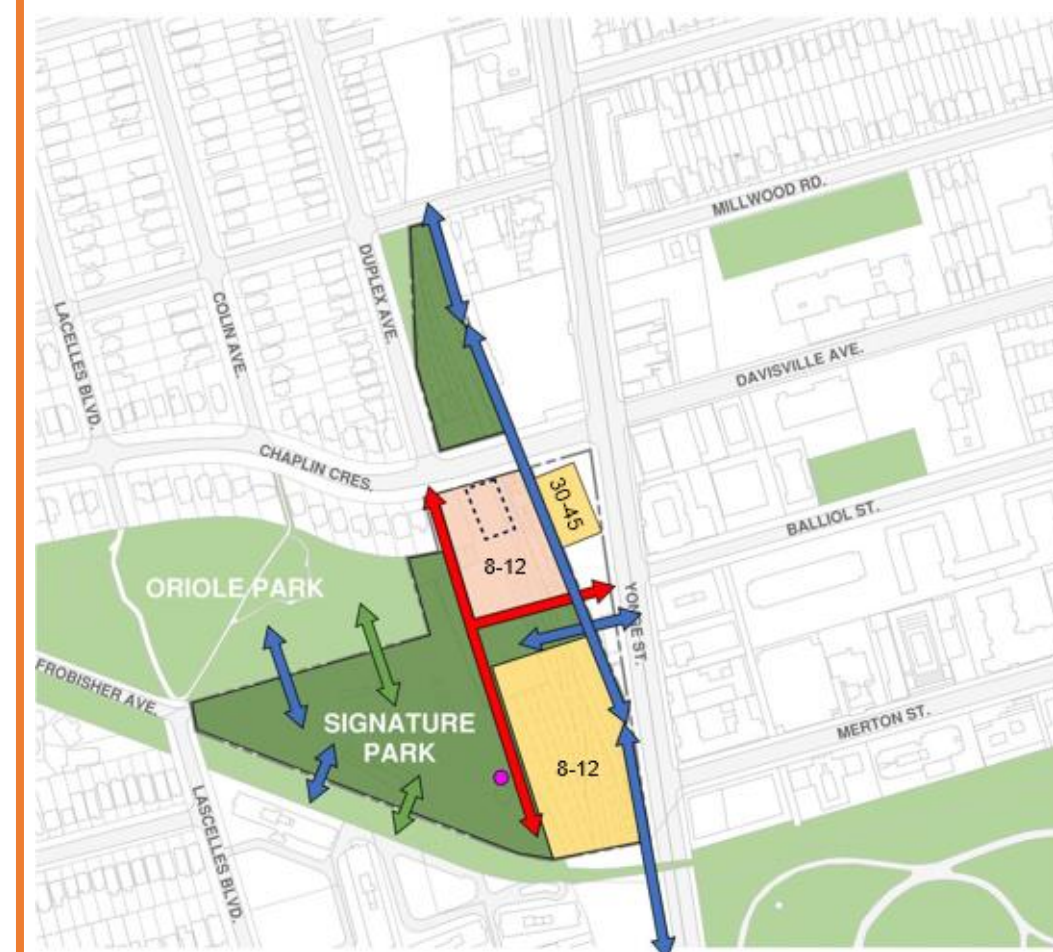 MILLWOOD RD.
DUPLEX AVE.
COLIN AVE.
LACELLES BLVD.
DAVISVILLE AVE.
CHAPLIN CRES.
30-45
BALLIOL ST.
8-12
ORIOLE PARK
YONGE ST.
FROBISHER AVE.
SIGNATURE
PARK
MERTON ST.
8-12
LASCELLES BLVD.